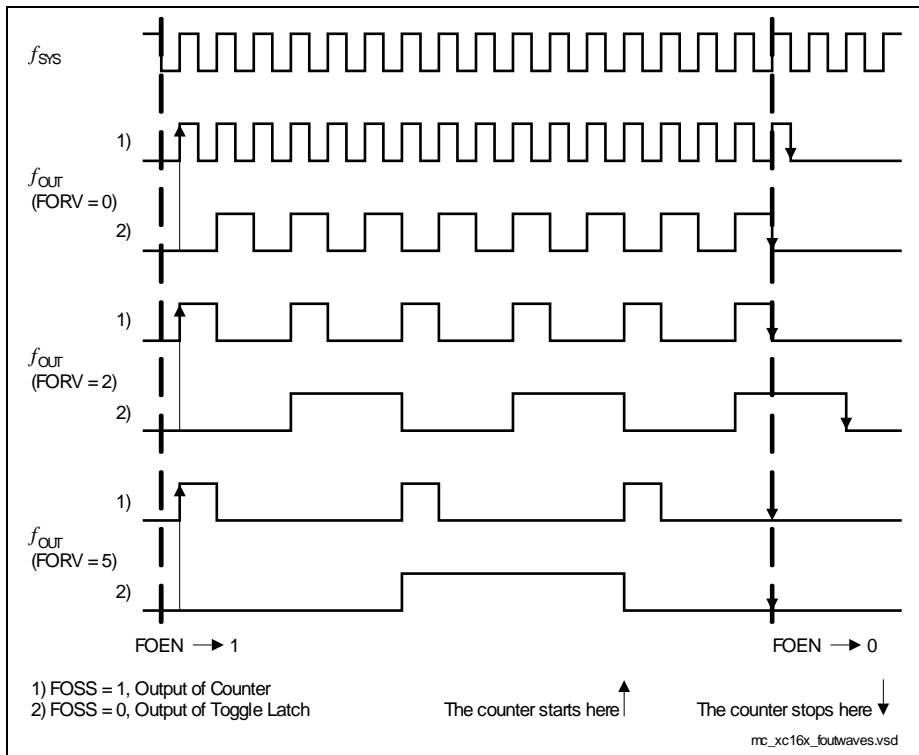 fSYS
1)
fOUT
(FORV = 0)
2)
1)
fOUT
(FORV = 2)
2)
1)
fOUT
(FORV = 5)
2)
FOEN → 1
FOEN → 0
1) FOSS = 1, Output of Counter
2) FOSS = 0, Output of Toggle Latch
The counter starts here
The counter stops here
mc_xc16x_foutwaves.vsd